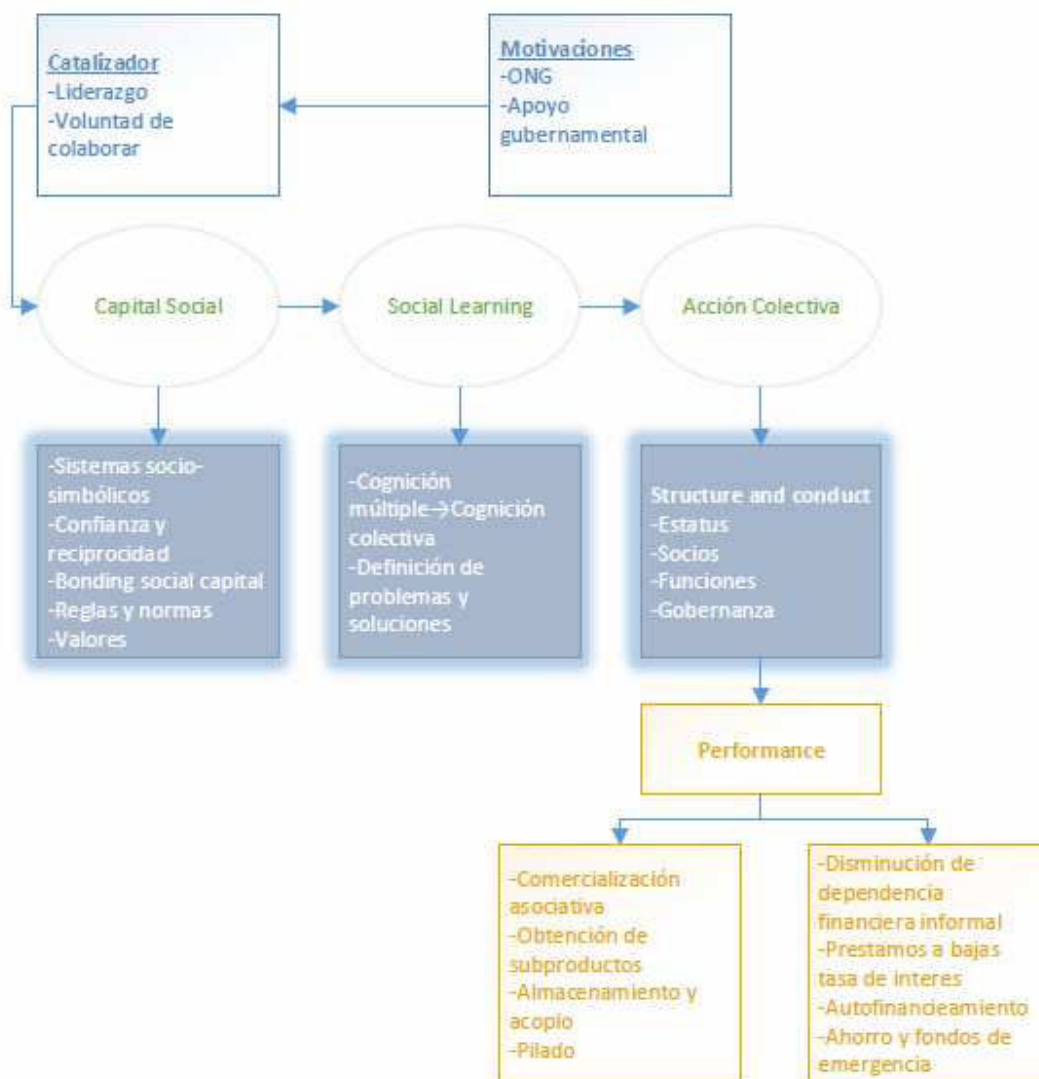 Catalizador
-Liderazgo
-Voluntad de
colaborar
Motivaciones
-ONG
-Apoyo
gubernamental
Capital Social
Social Learning
Acción Colectiva
-Sistemas socio-
simbólicos
-Confianza y
reciprocidad
-Bonding social capital
-Reglas y normas
-Valores
-Cognición
múltiple→Cognición
colectiva
-Definición de
problemas y
soluciones
Structure and conduct
-Estatus
-Socios
-Funciones
-Gobernanza
Performance
-Comercialización
asociativa
-Obtención de
subproductos
-Almacenamiento y
acopio
-Pilado
-Disminución de
dependencia
financiera informal
-Prestamos a bajas
tasa de interes
-Autofinancieamiento
-Ahorro y fondos de
emergencia